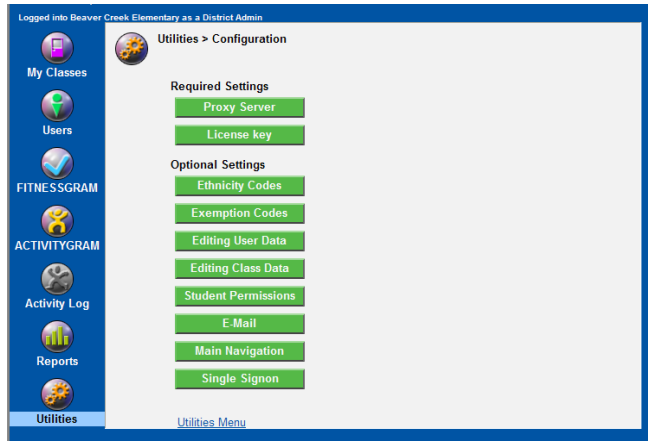 Logged into Beaver Creek Elementary as a District Admin
My Classes
Users
FITNESSGRAM
ACTIVITYGRAM
Activity Log
Reports
Utilities
Utilities > Configuration
Required Settings
Proxy Server
License key
Optional Settings
Ethnicity Codes
Exemption Codes
Editing User Data
Editing Class Data
Student Permissions
E-Mail
Main Navigation
Single Signon
Utilities Menu